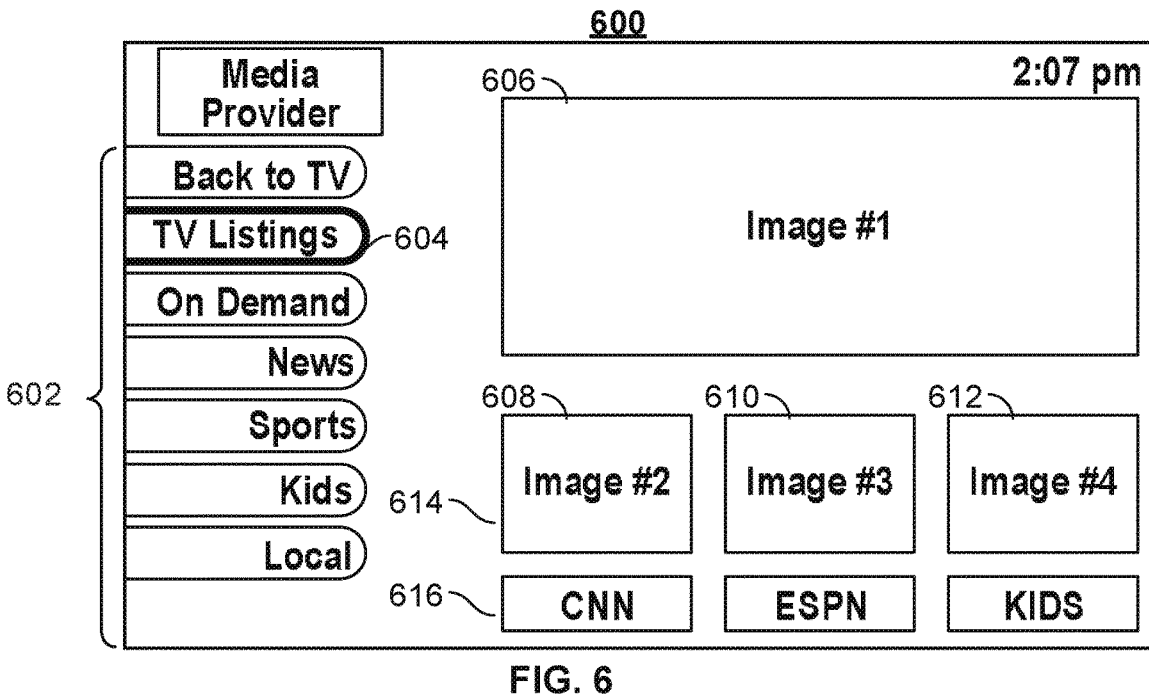 600
Media
Provider
2:07 pm
606
Back to TV
TV Listings
604
Image #1
On Demand
News
602
608
610
612
Sports
Kids
Image #2
Image #3
Image #4
614
Local
616
CNN
ESPN
KIDS
FIG. 6